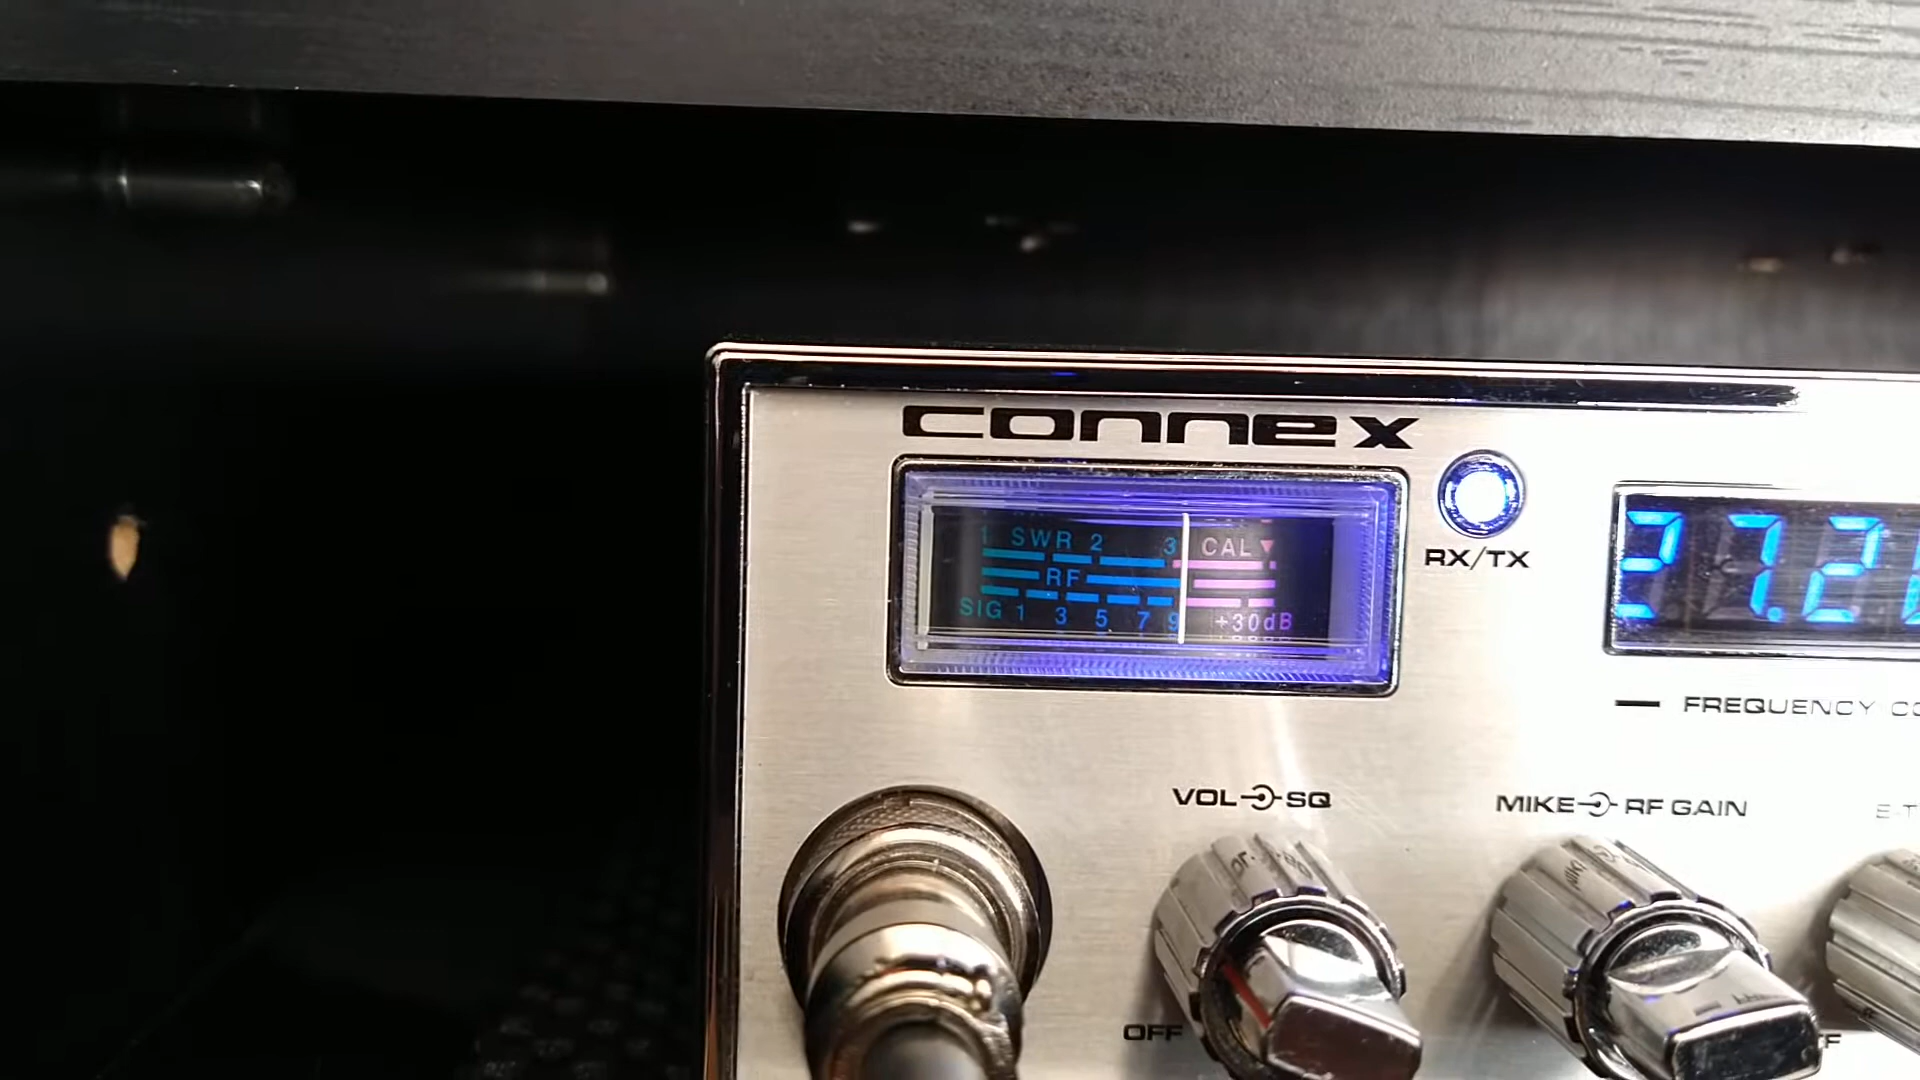 connex
1 SWR 2 3 CAL
RF
SIG 1 3 5 7 9 +30dB
RX/TX
27.2
FREQUENCY CO
VOL SQ
MIKE RF GAIN
OFF